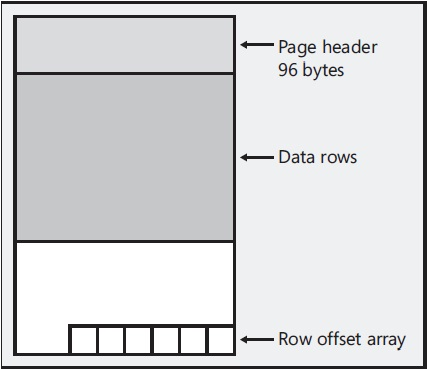 Page header
96 bytes
Data rows
Row offset array